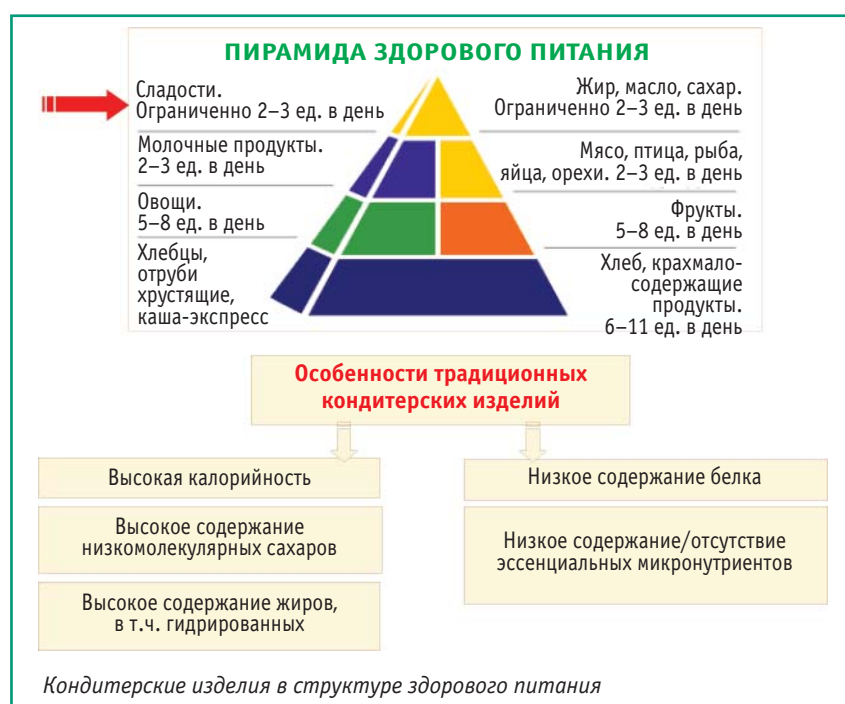 ПИРАМИДА ЗДОРОВОГО ПИТАНИЯ
Сладости.
Ограниченно 2–3 ед. в день
Молочные продукты.
2–3 ед. в день
Овощи.
5–8 ед. в день
Хлебцы,
отруби
хрустящие,
каша-экспресс
Жир, масло, сахар.
Ограниченно 2–3 ед. в день
Мясо, птица, рыба,
яйца, орехи. 2–3 ед. в день
Фрукты.
5–8 ед. в день
Хлеб, крахмало-
содержащие
продукты.
6–11 ед. в день
Особенности традиционных
кондитерских изделий
Высокая калорийность
Высокое содержание
низкомолекулярных сахаров
Высокое содержание жиров,
в т.ч. гидрированных
Низкое содержание белка
Низкое содержание/отсутствие
эссенциальных микронутриентов
Кондитерские изделия в структуре здорового питания